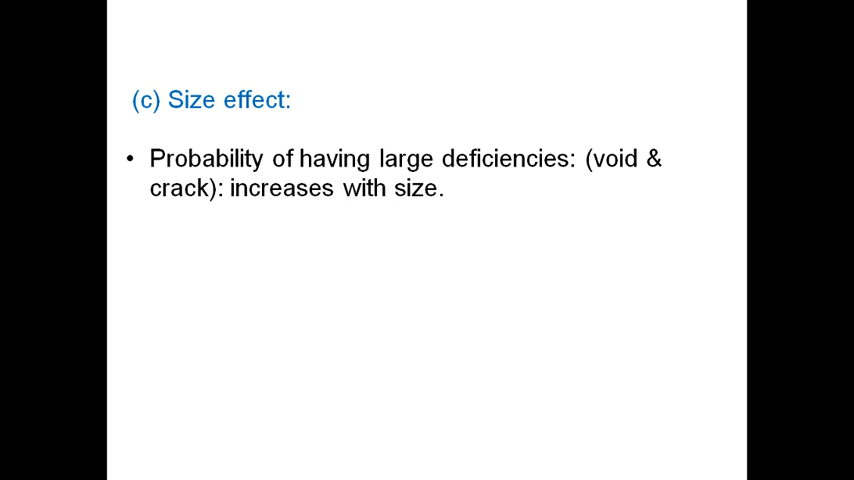 (c) Size effect:
• Probability of having large deficiencies: (void &
crack): increases with size.